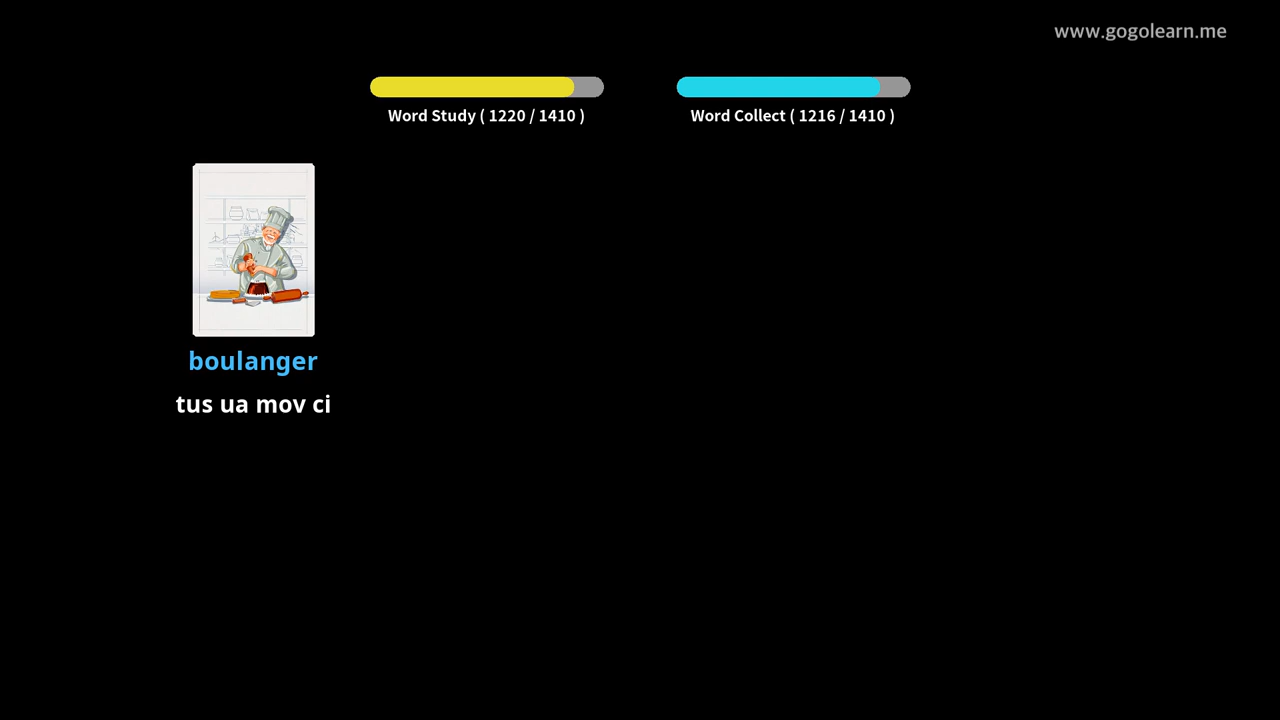 www.gogolearn.me
Word Study ( 1220 / 1410 )
Word Collect ( 1216 / 1410 )
boulanger
tus ua mov ci